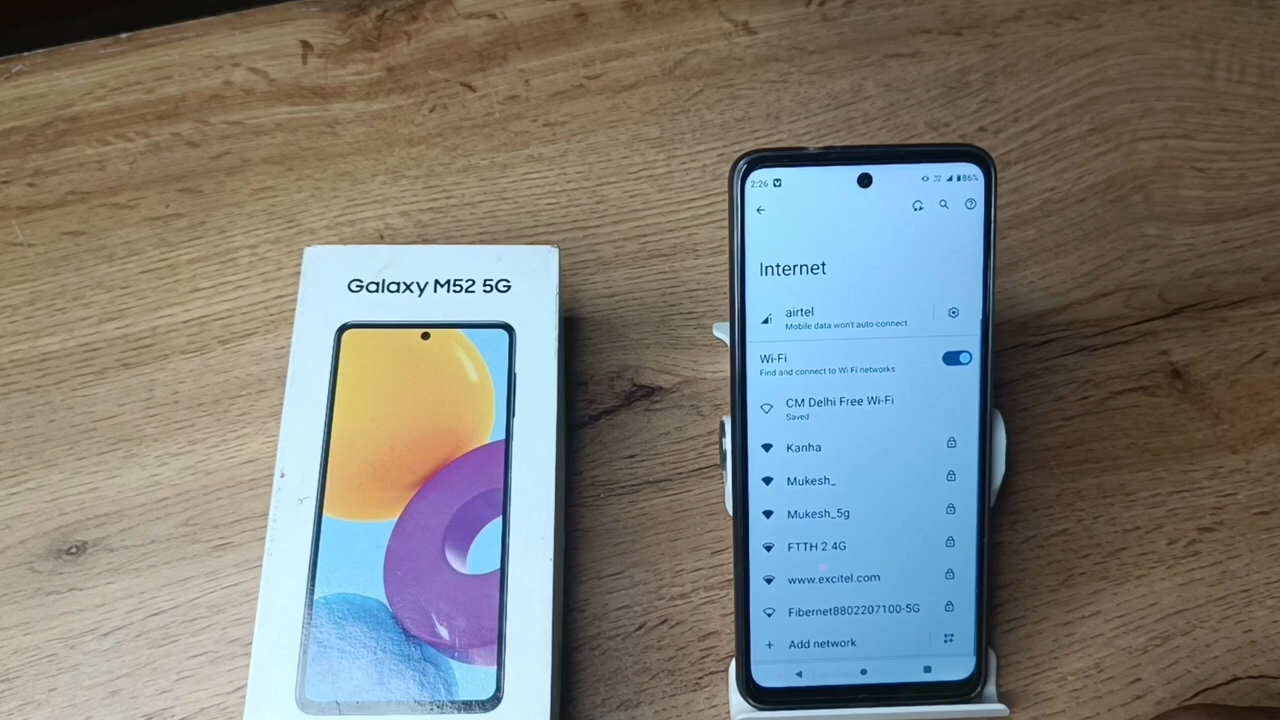 Galaxy M52 5G
2:26
86%
Internet
airtel
Mobile data won't auto-connect
Wi-Fi
Find and connect to Wi-Fi networks
CM Delhi Free Wi-Fi
Saved
Kanha
Mukesh_
Mukesh_5g
FTTH 2.4G
www.excitel.com
Fibernet8802207100-5G
Add network